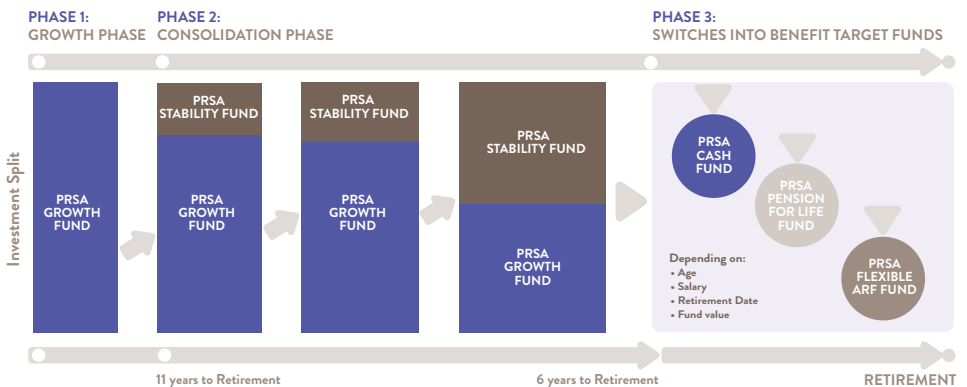 PHASE 1:
GROWTH PHASE
PHASE 2:
CONSOLIDATION PHASE
PHASE 3:
SWITCHES INTO BENEFIT TARGET FUNDS
Investment Split
PRSA
GROWTH
FUND
PRSA
STABILITY FUND
PRSA
GROWTH
FUND
PRSA
STABILITY FUND
PRSA
GROWTH
FUND
PRSA
STABILITY FUND
PRSA
GROWTH
FUND
PRSA
CASH
FUND
PRSA
PENSION
FOR LIFE
FUND
PRSA
FLEXIBLE
ARF FUND
Depending on:
• Age
• Salary
• Retirement Date
• Fund value
11 years to Retirement
6 years to Retirement
RETIREMENT